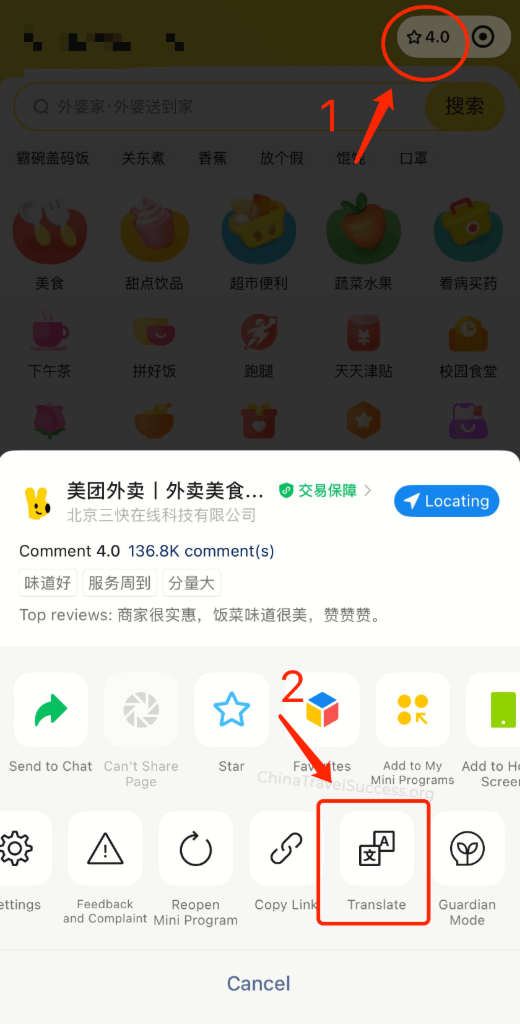 4.0
1
外婆家·外婆送到家
搜索
霸碗盖码饭 关东煮 香蕉 放个假 馄饨 口罩
美食 甜点饮品 超市便利 蔬菜水果 看病买药
下午茶 拼好饭 跑腿 天天津贴 校园食堂
美团外卖丨外卖美食... 交易保障
北京三快在线科技有限公司
Locating
Comment 4.0 136.8K comment(s)
味道好 服务周到 分量大
Top reviews: 商家很实惠，饭菜味道很美，赞赞赞。
2
Send to Chat
Can't Share
Page
Star
Favorites
Add to My
Mini Programs
Add to Ho
Screen
ChinaTravelSuccess.org
ettings
Feedback
and Complaint
Reopen
Mini Program
Copy Link
Translate
Guardian
Mode
Cancel